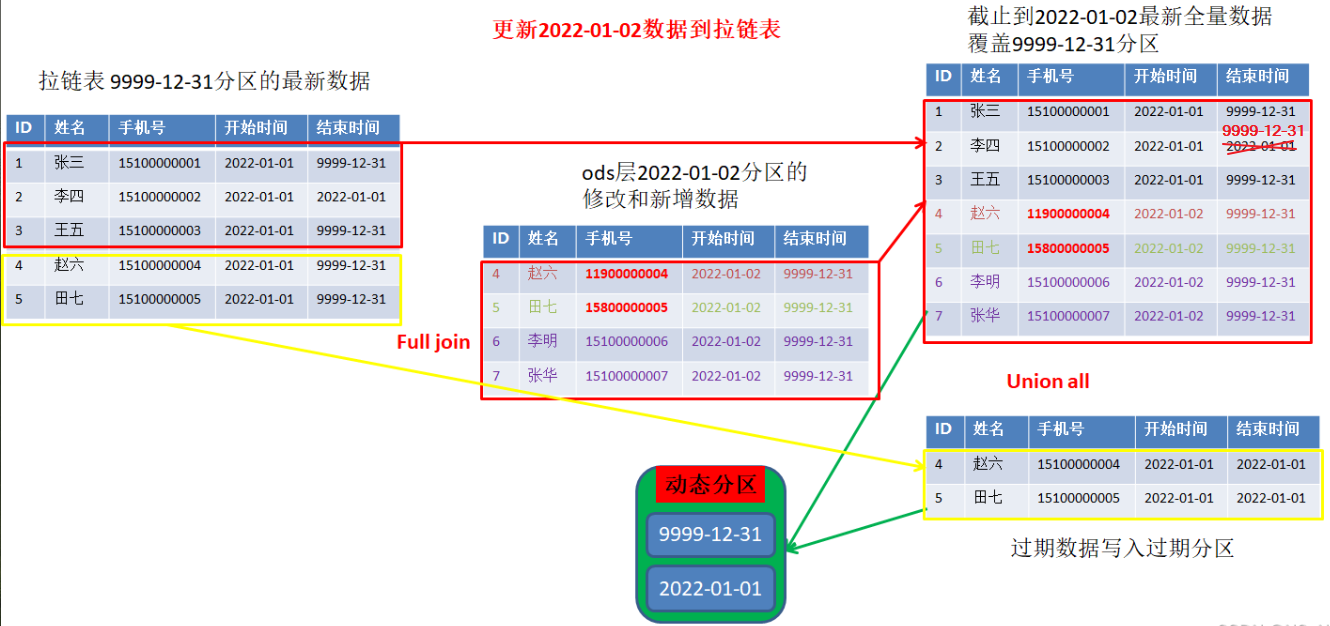 更新2022-01-02数据到拉链表
截止到2022-01-02最新全量数据
覆盖9999-12-31分区
拉链表 9999-12-31分区的最新数据
ID 姓名 手机号 开始时间 结束时间
1 张三 15100000001 2022-01-01 9999-12-31
2 李四 15100000002 2022-01-01 2022-01-01
3 王五 15100000003 2022-01-01 9999-12-31
4 赵六 15100000004 2022-01-01 9999-12-31
5 田七 15100000005 2022-01-01 9999-12-31
Full join
ods层2022-01-02分区的
修改和新增数据
ID 姓名 手机号 开始时间 结束时间
4 赵六 11900000004 2022-01-02 9999-12-31
5 田七 15800000005 2022-01-02 9999-12-31
6 李明 15100000006 2022-01-02 9999-12-31
7 张华 15100000007 2022-01-02 9999-12-31
ID 姓名 手机号 开始时间 结束时间
1 张三 15100000001 2022-01-01 9999-12-31
9999-12-31
2 李四 15100000002 2022-01-01 2022-01-01
3 王五 15100000003 2022-01-01 9999-12-31
4 赵六 11900000004 2022-01-02 9999-12-31
5 田七 15800000005 2022-01-02 9999-12-31
6 李明 15100000006 2022-01-02 9999-12-31
7 张华 15100000007 2022-01-02 9999-12-31
Union all
ID 姓名 手机号 开始时间 结束时间
4 赵六 15100000004 2022-01-01 2022-01-01
5 田七 15100000005 2022-01-01 2022-01-01
过期数据写入过期分区
动态分区
9999-12-31
2022-01-01